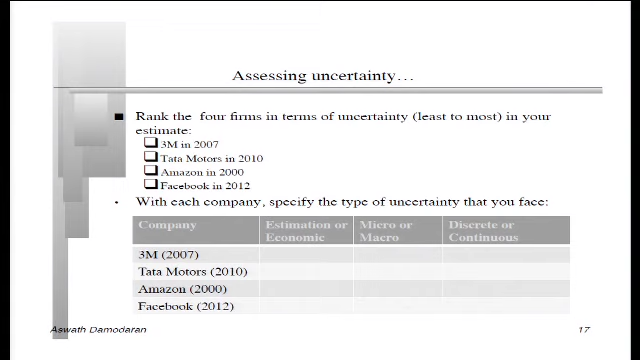 Assessing uncertainty…
Rank the four firms in terms of uncertainty (least to most) in your
estimate:
3M in 2007
Tata Motors in 2010
Amazon in 2000
Facebook in 2012
With each company, specify the type of uncertainty that you face:
Company Estimation or Economic Micro or Macro Discrete or Continuous
3M (2007)
Tata Motors (2010)
Amazon (2000)
Facebook (2012)
Aswath Damodaran 17